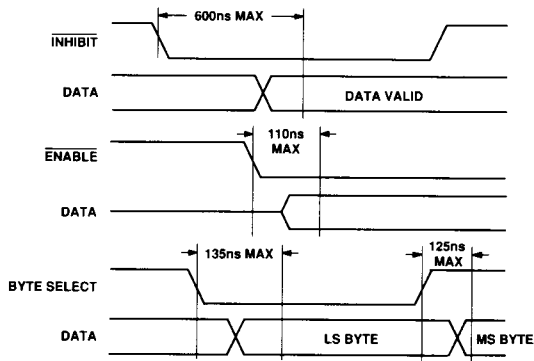 600ns MAX
INHIBIT
DATA
DATA VALID
110ns
MAX
ENABLE
DATA
135ns MAX
125ns
MAX
BYTE SELECT
DATA
LS BYTE
MS BYTE